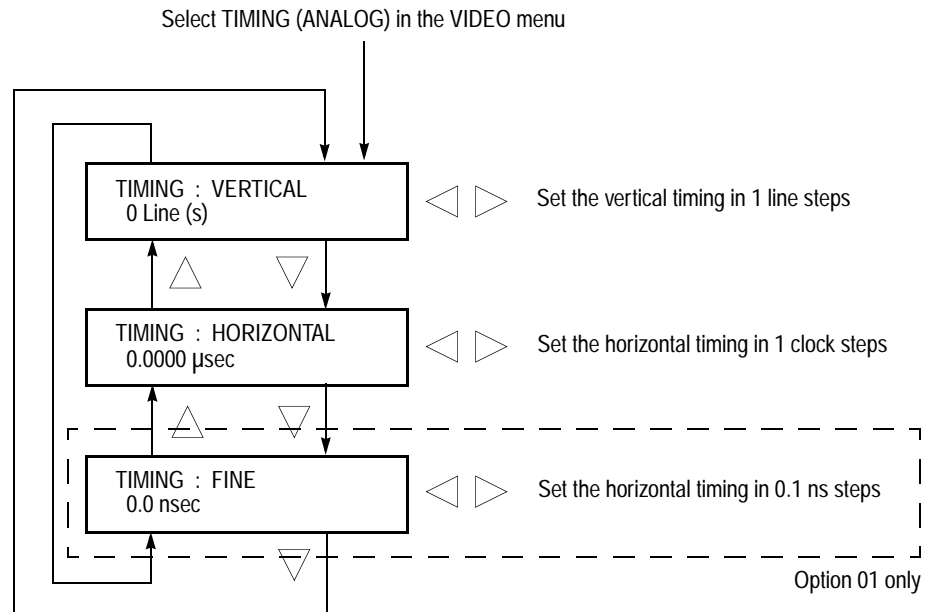 Select TIMING (ANALOG) in the VIDEO menu
TIMING : VERTICAL
0 Line (s)
Set the vertical timing in 1 line steps
TIMING : HORIZONTAL
0.0000 µsec
Set the horizontal timing in 1 clock steps
TIMING : FINE
0.0 nsec
Set the horizontal timing in 0.1 ns steps
Option 01 only